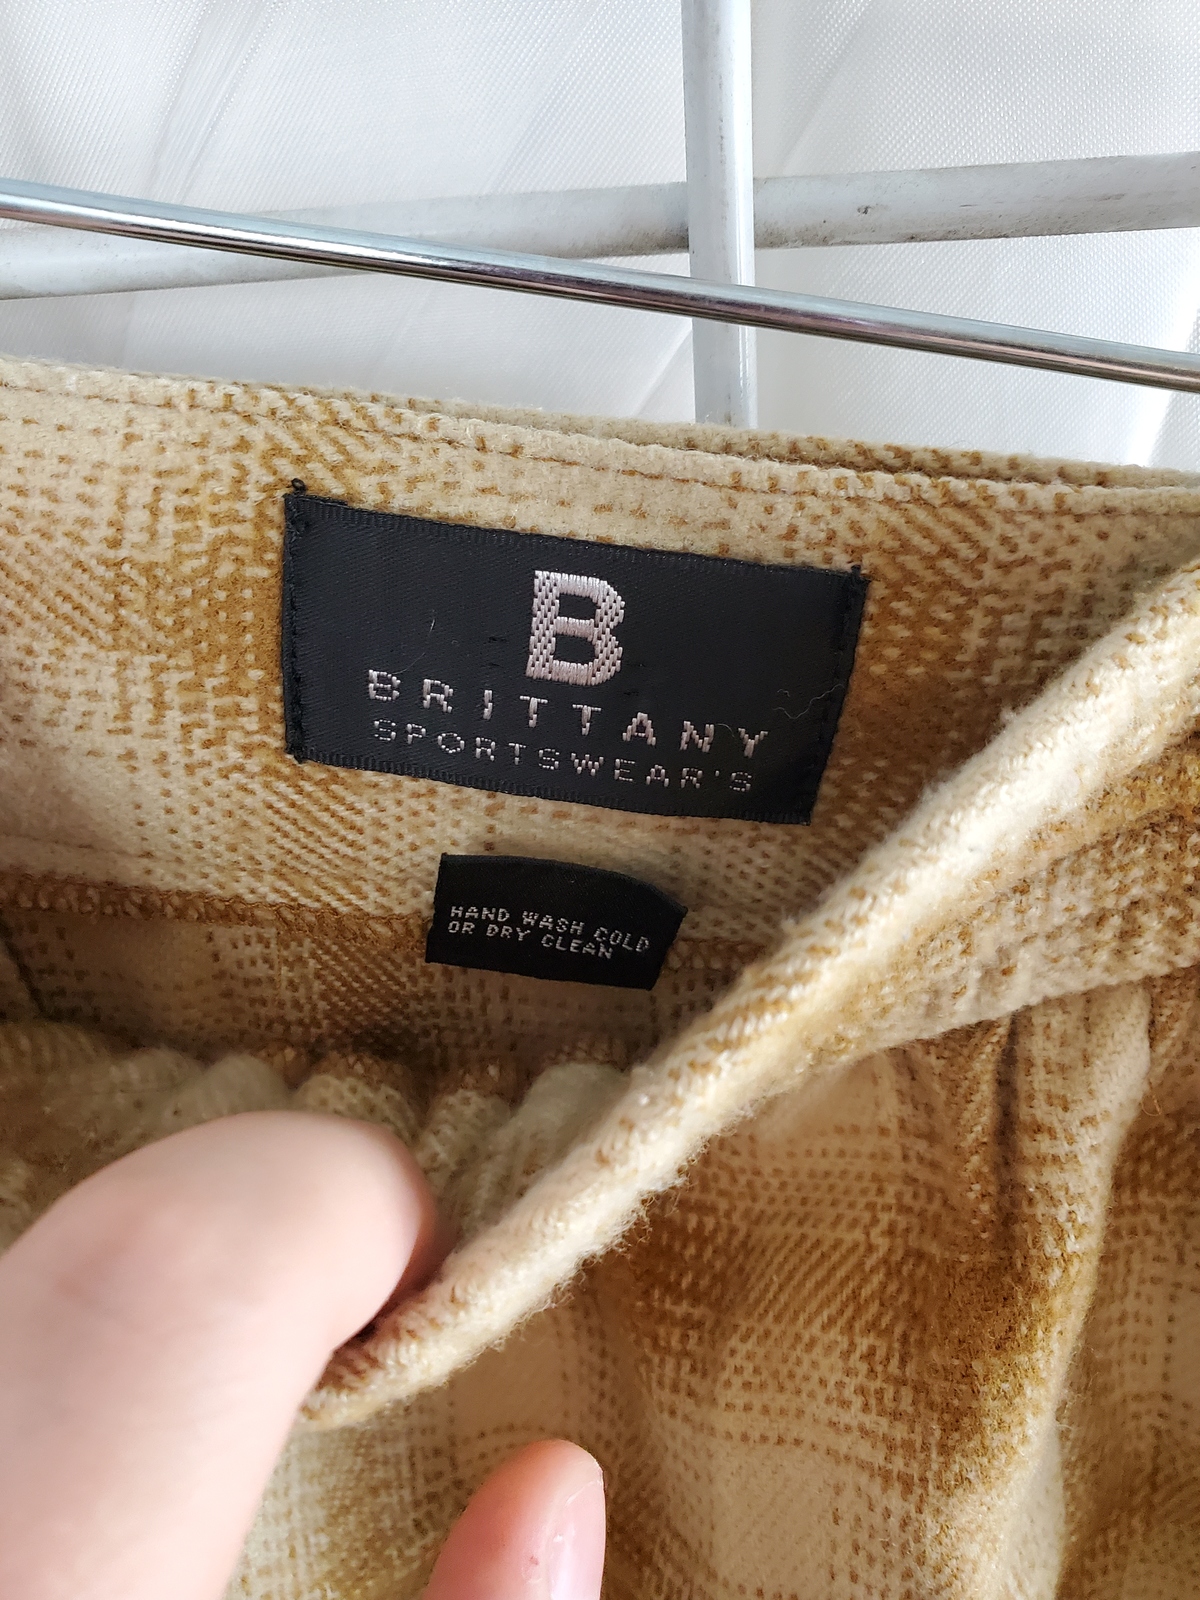 B
BRITTANY
SPORTSWEAR'S
HAND WASH COLD
OR DRY CLEAN